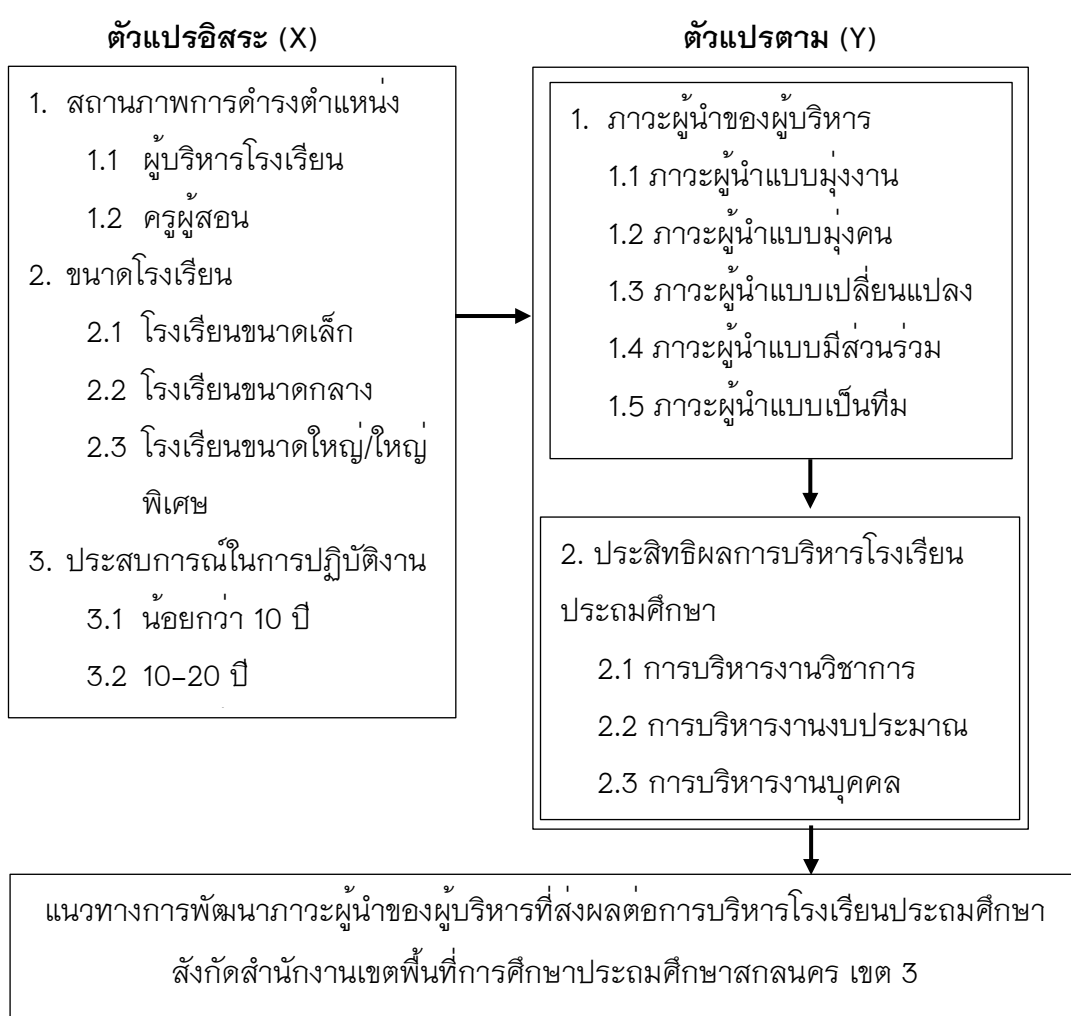 ตัวแปรอิสระ (X)
1. สถานภาพการดำรงตำแหน่ง
1.1 ผู้บริหารโรงเรียน
1.2 ครูผู้สอน
2. ขนาดโรงเรียน
2.1 โรงเรียนขนาดเล็ก
2.2 โรงเรียนขนาดกลาง
2.3 โรงเรียนขนาดใหญ่/ใหญ่
พิเศษ
3. ประสบการณ์ในการปฏิบัติงาน
3.1 น้อยกว่า 10 ปี
3.2 10–20 ปี
ตัวแปรตาม (Y)
1. ภาวะผู้นำของผู้บริหาร
1.1 ภาวะผู้นำแบบมุ่งงาน
1.2 ภาวะผู้นำแบบมุ่งคน
1.3 ภาวะผู้นำแบบเปลี่ยนแปลง
1.4 ภาวะผู้นำแบบมีส่วนร่วม
1.5 ภาวะผู้นำแบบเป็นทีม
2. ประสิทธิผลการบริหารโรงเรียน
ประถมศึกษา
2.1 การบริหารงานวิชาการ
2.2 การบริหารงานงบประมาณ
2.3 การบริหารงานบุคคล
แนวทางการพัฒนาภาวะผู้นำของผู้บริหารที่ส่งผลต่อการบริหารโรงเรียนประถมศึกษา
สังกัดสำนักงานเขตพื้นที่การศึกษาประถมศึกษาสกลนคร เขต 3